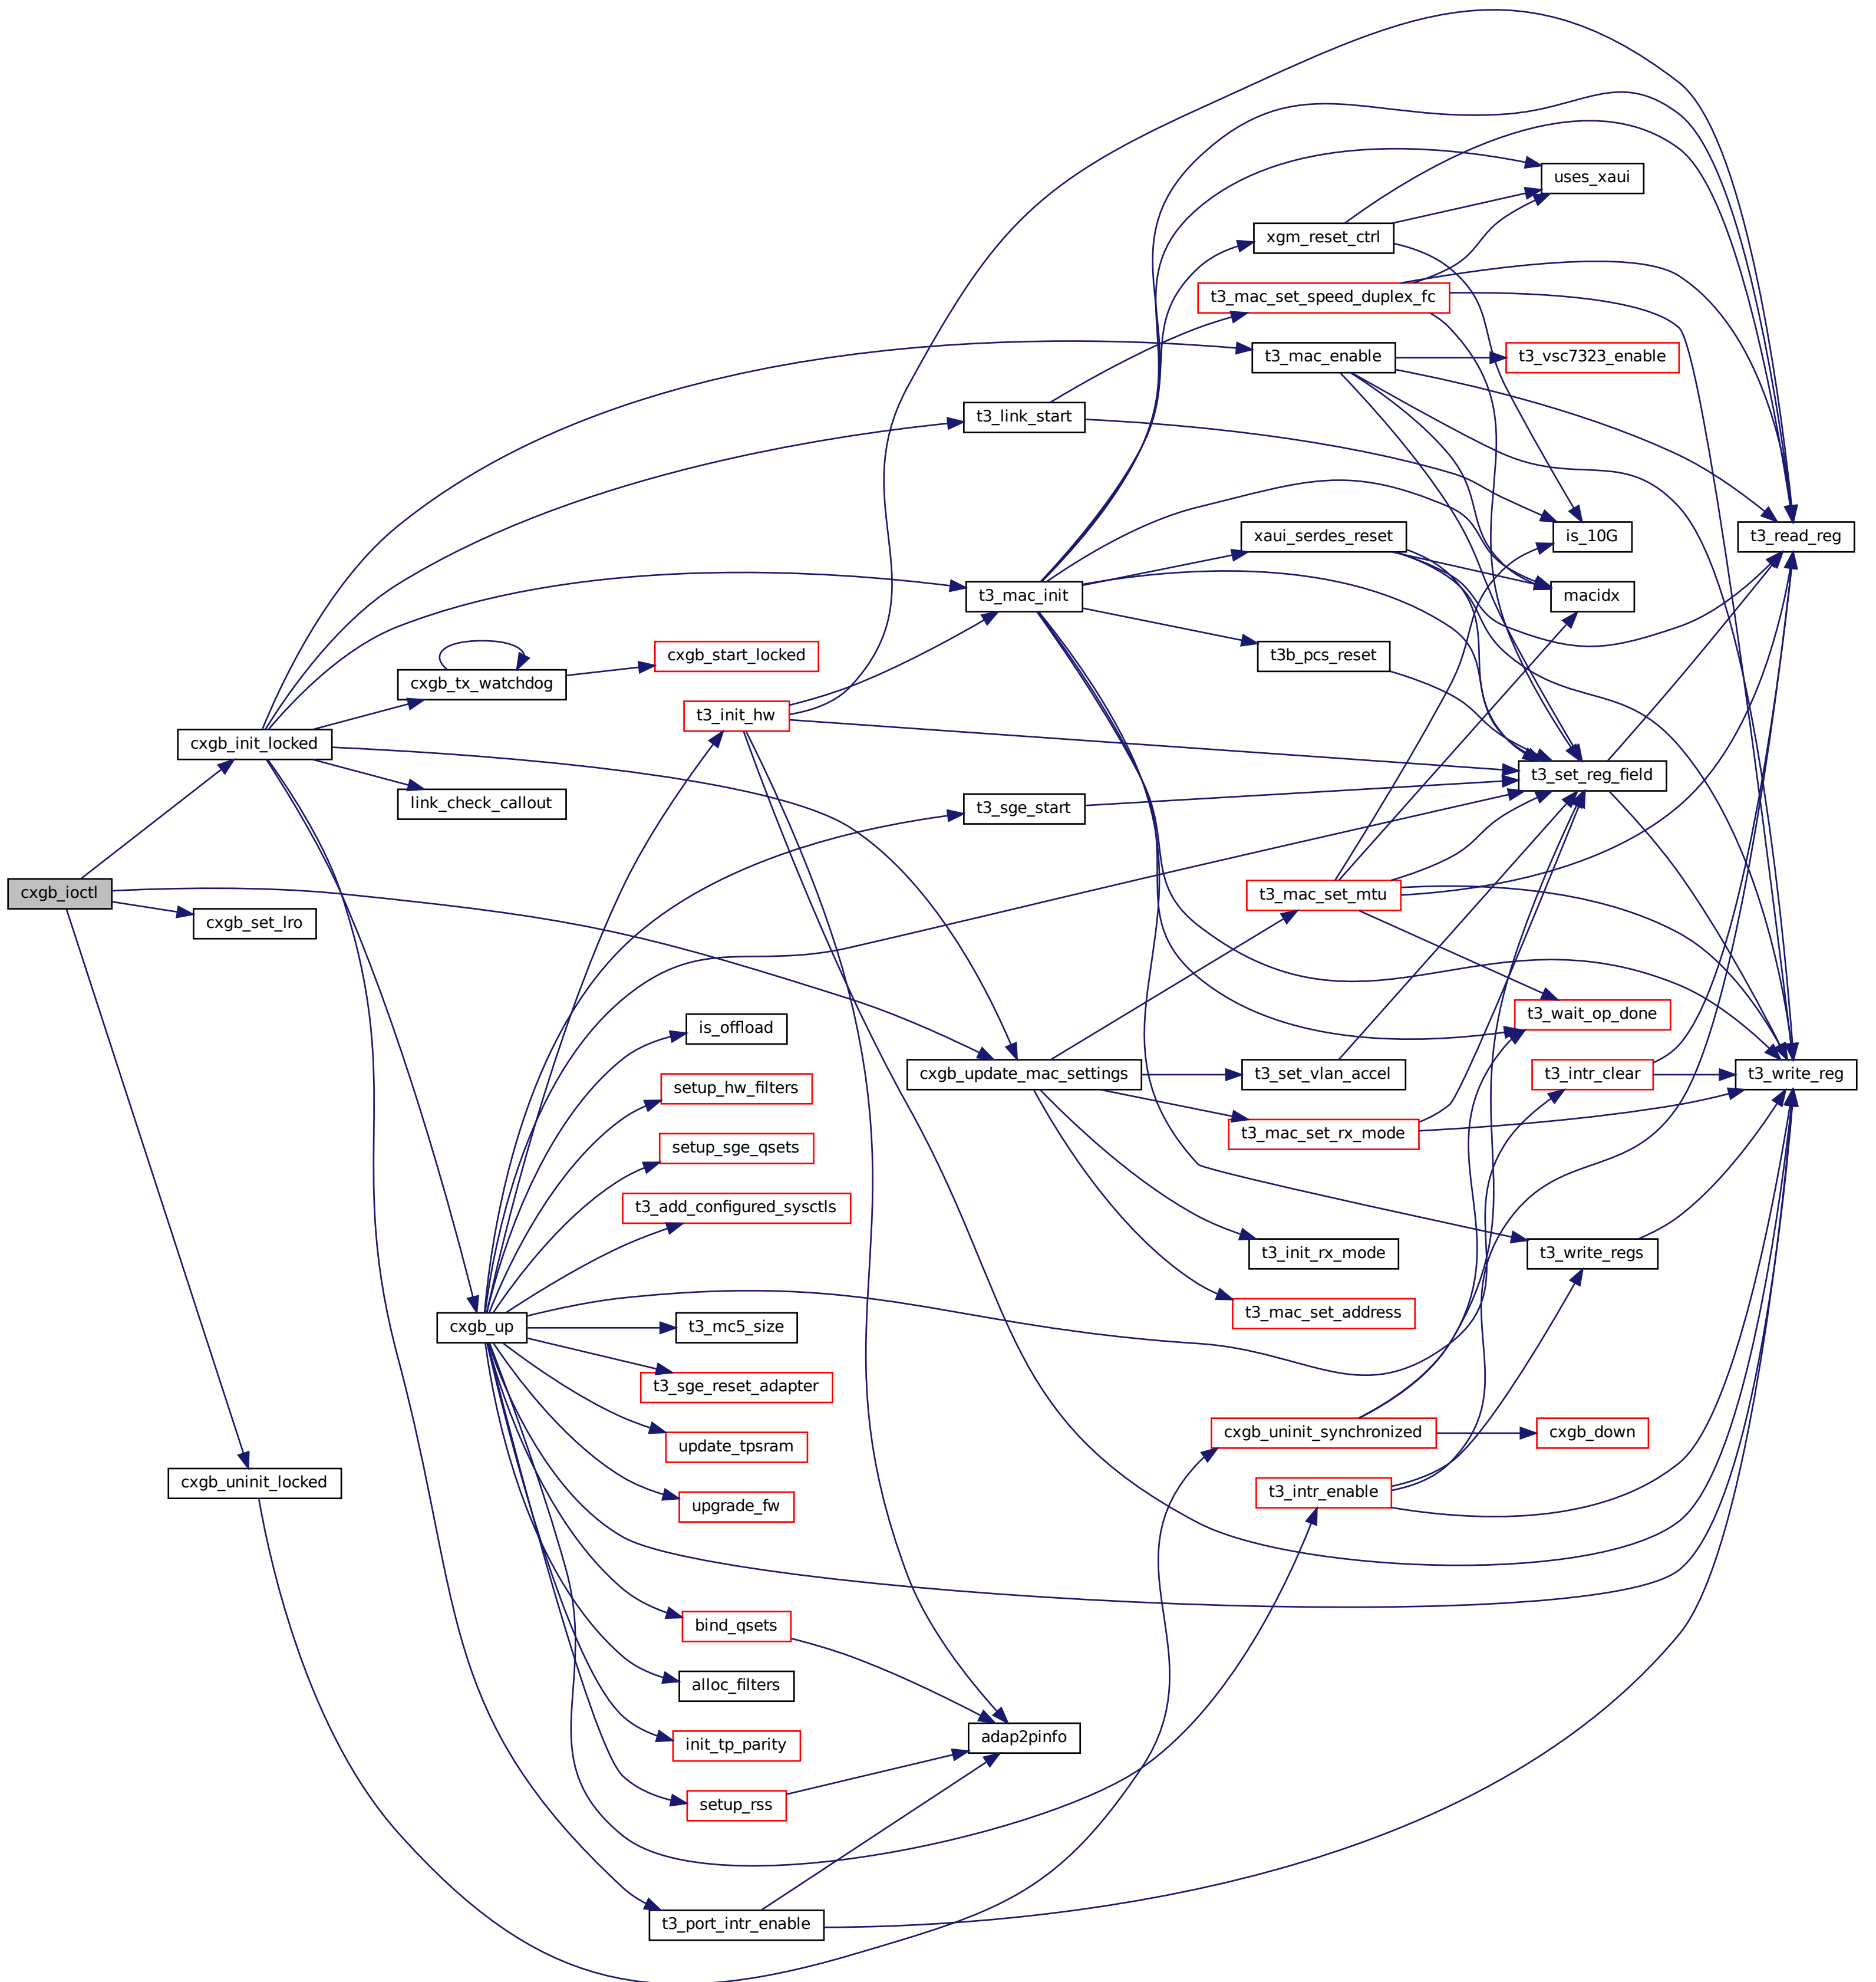 uses_xaui
xgm_reset_ctrl
t3_mac_set_speed_duplex_fc
t3_mac_enable
t3_vsc7323_enable
t3_link_start
xaui_serdes_reset
is_10G
t3_read_reg
t3_mac_init
macidx
cxgb_start_locked
t3b_pcs_reset
cxgb_tx_watchdog
t3_init_hw
cxgb_init_locked
t3_set_reg_field
link_check_callout
t3_sge_start
cxgb_ioctl
t3_mac_set_mtu
cxgb_set_lro
t3_wait_op_done
is_offload
cxgb_update_mac_settings
t3_set_vlan_accel
t3_intr_clear
t3_write_reg
setup_hw_filters
t3_mac_set_rx_mode
setup_sge_qsets
t3_add_configured_sysctls
t3_init_rx_mode
t3_write_regs
t3_mac_set_address
cxgb_up
t3_mc5_size
t3_sge_reset_adapter
cxgb_uninit_synchronized
cxgb_down
update_tpsram
cxgb_uninit_locked
t3_intr_enable
upgrade_fw
bind_qsets
alloc_filters
adap2pinfo
init_tp_parity
setup_rss
t3_port_intr_enable